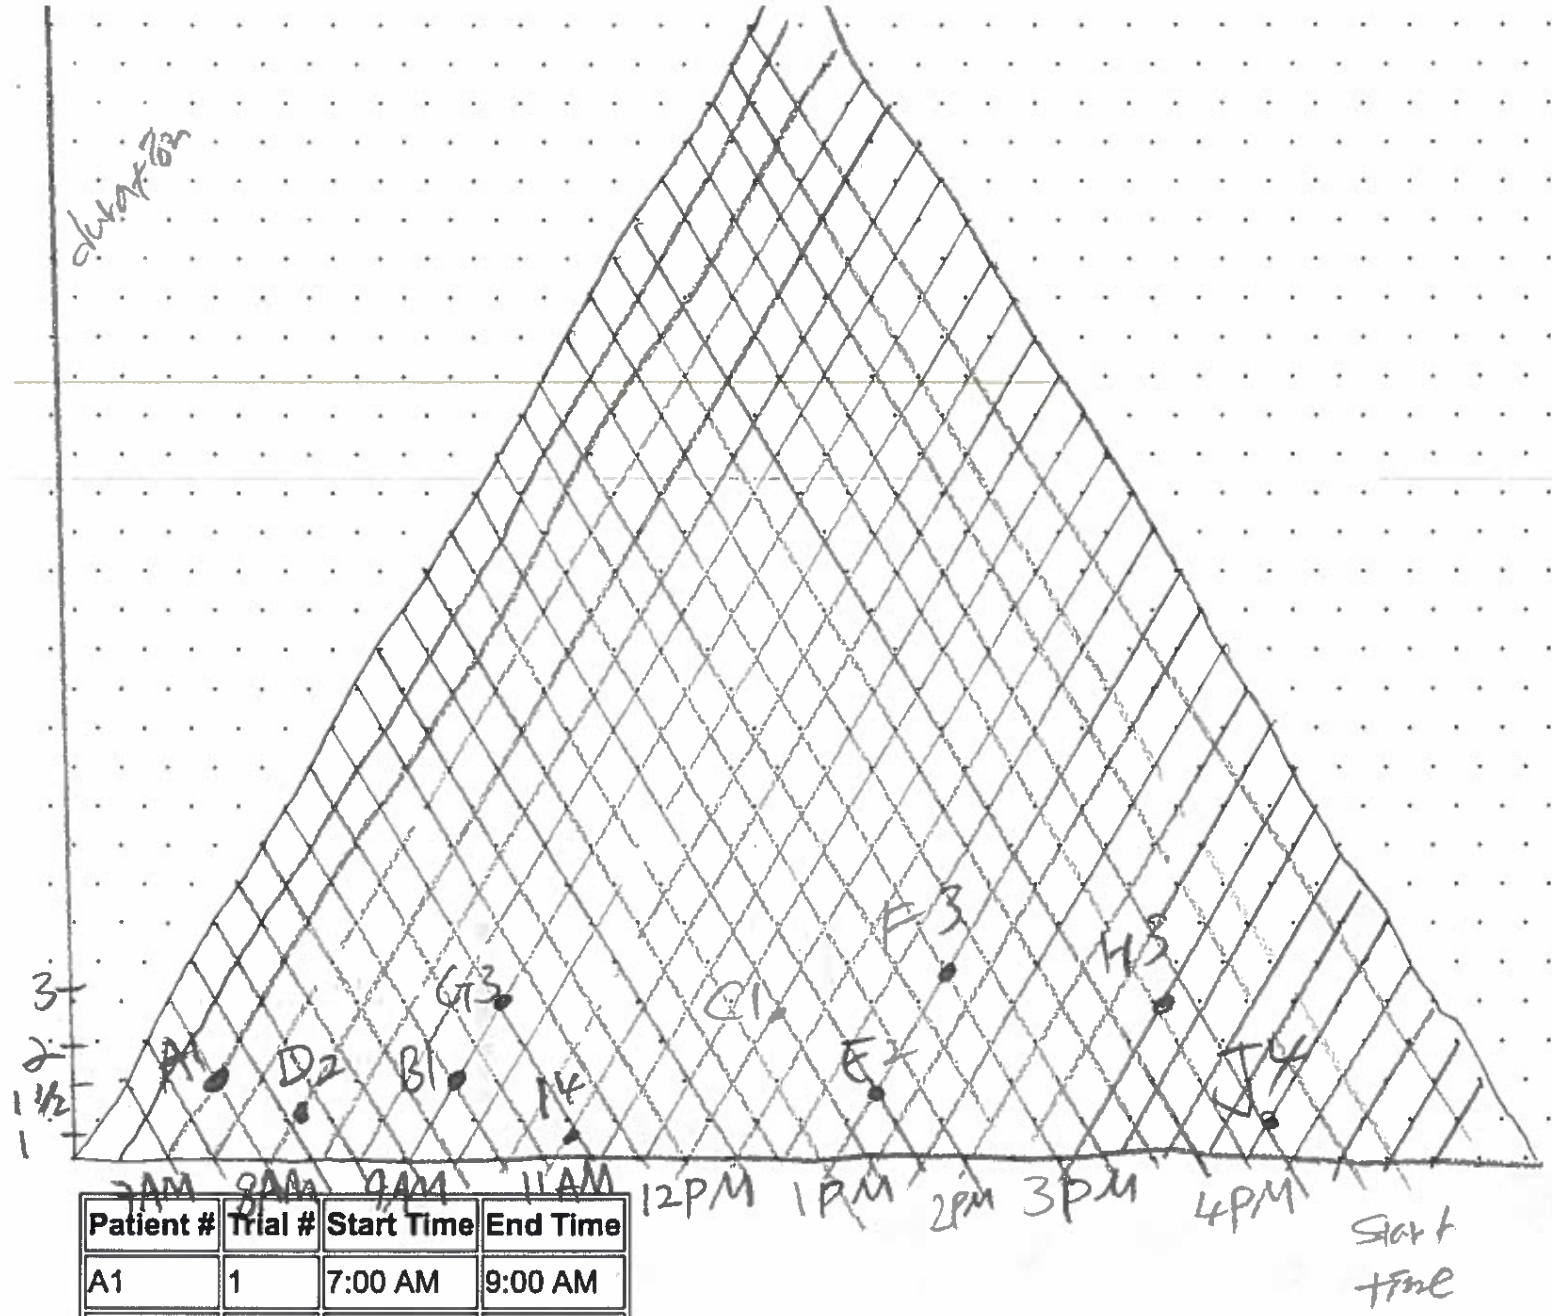 duration
F3
H3
3
G3
C1
2
A1
D2
B1
E2
J4
1 1/2
I4
1
7AM 8AM 9AM 11AM 12PM 1PM 2PM 3PM 4PM
Start
time
Patient # Trial # Start Time End Time
A1 1 7:00 AM 9:00 AM